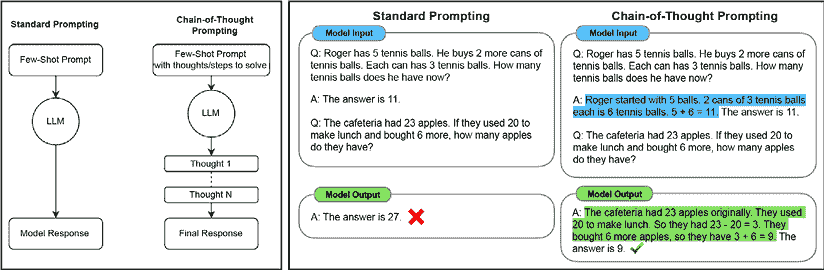 Standard Prompting
Few-Shot Prompt
LLM
Model Response
Chain-of-Thought
Prompting
Few-Shot Prompt
with thoughts/steps to solve
LLM
Thought 1
Thought N
Final Response
Standard Prompting
Model Input
Q: Roger has 5 tennis balls. He buys 2 more cans of
tennis balls. Each can has 3 tennis balls. How many
tennis balls does he have now?
A: The answer is 11.
Q: The cafeteria had 23 apples. If they used 20 to
make lunch and bought 6 more, how many apples
do they have?
Model Output
A: The answer is 27.
Chain-of-Thought Prompting
Model Input
Q: Roger has 5 tennis balls. He buys 2 more cans of
tennis balls. Each can has 3 tennis balls. How many
tennis balls does he have now?
A: Roger started with 5 balls. 2 cans of 3 tennis balls
each is 6 tennis balls. 5 + 6 = 11. The answer is 11.
Q: The cafeteria had 23 apples. If they used 20 to
make lunch and bought 6 more, how many apples
do they have?
Model Output
A: The cafeteria had 23 apples originally. They used
20 to make lunch. So they had 23 - 20 = 3. They
bought 6 more apples, so they have 3 + 6 = 9. The
answer is 9.